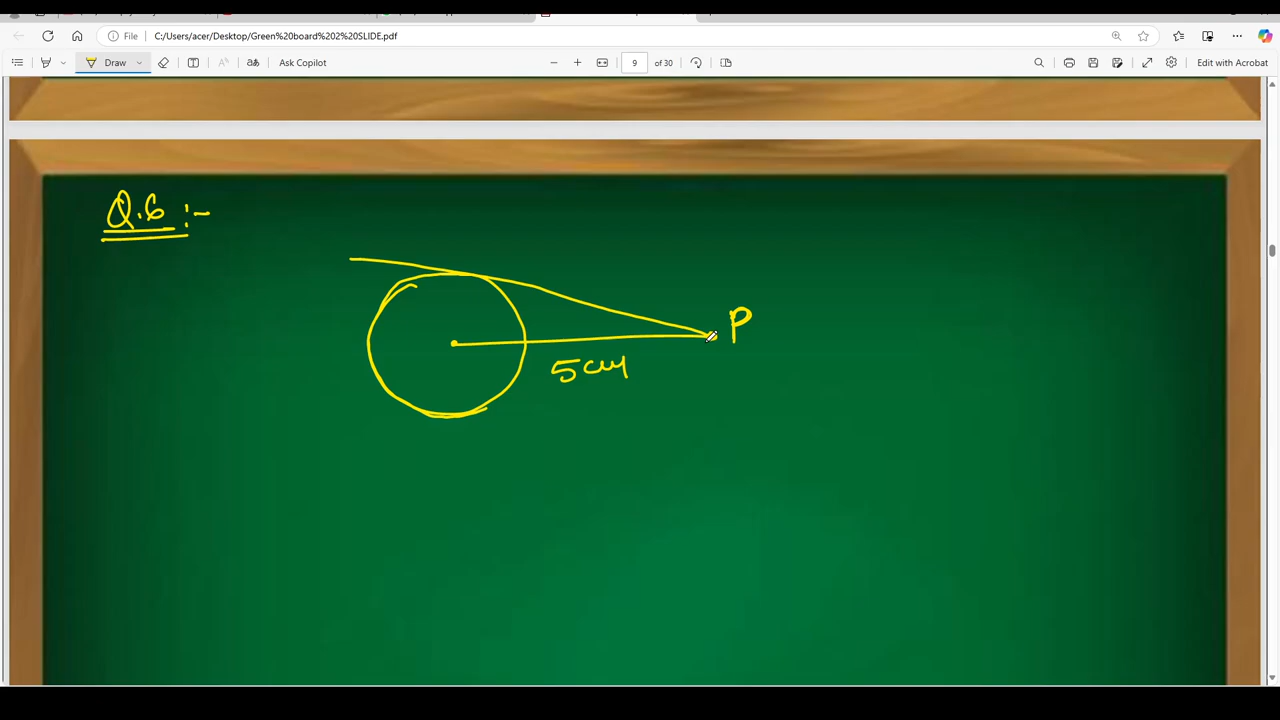 File
C:/Users/acer/Desktop/Green%20board%202%20SLIDE.pdf
Draw
Ask Copilot
9 of 30
Edit with Acrobat
Q.6 :-
P
5cm